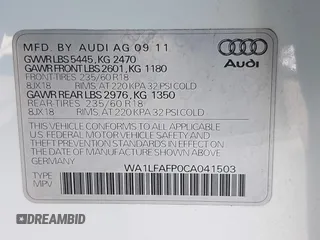 MFD. BY AUDI AG 09 11
GVWR LBS 5445, KG 2470
GAWR FRONT LBS 2601, KG 1180
FRONT-TIRES 235/60 R18
8JX18 RIMS AT 220 KPA 32 PSI COLD
GAWR REAR LBS 2976, KG 1350
REAR-TIRES 235/60 R18
8JX18 RIMS: AT 220 KPA 32 PSI COLD
THIS VEHICLE CONFORMS TO ALL APPLICABLE
U.S. FEDERAL MOTOR VEHICLE SAFETY AND
THEFT PREVENTION STANDARDS IN EFFECT ON
THE DATE OF MANUFACTURE SHOWN ABOVE
WA1LFAFP0CA041503
TYPE
MPV
Audi
DREAMBID
IAAI